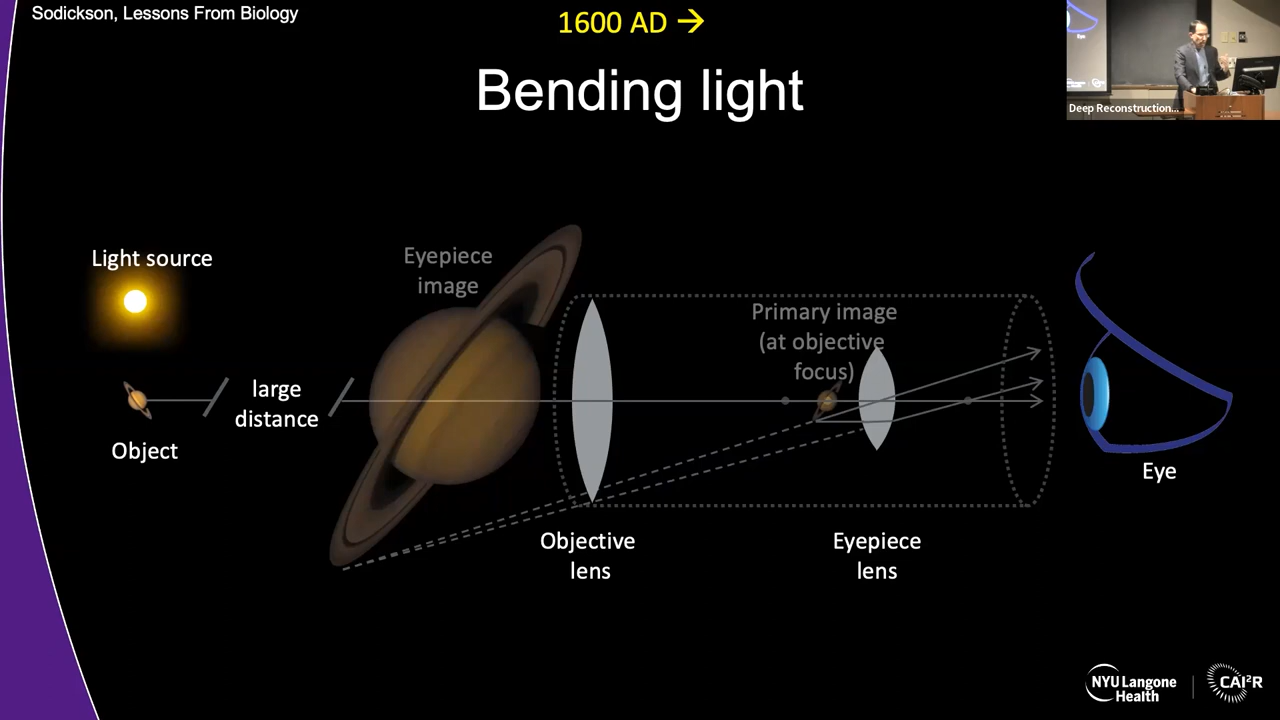 Sodickson, Lessons From Biology
1600 AD →
Bending light
Deep Reconstruction...
Eye
Light source
Eyepiece
image
Primary image
(at objective
focus)
large
distance
Object
Eye
Objective
lens
Eyepiece
lens
NYU Langone
Health
CAI²R